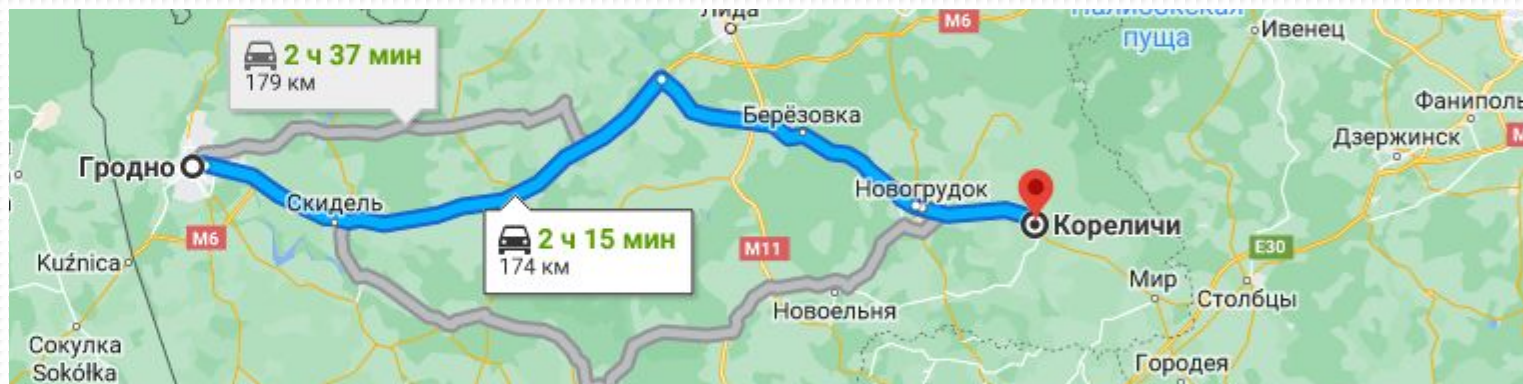 Лида
M6
Налибокская
пуща
Ивенец
2 ч 37 мин
179 км
Фаниполь
Берёзовка
Дзержинск
M
Гродно
Новогрудок
Скидель
Кореличи
M6
2 ч 15 мин
174 км
M11
E30
Kuźnica
Мир
Столбцы
Новоельня
Сокулка
Sokółka
Городея